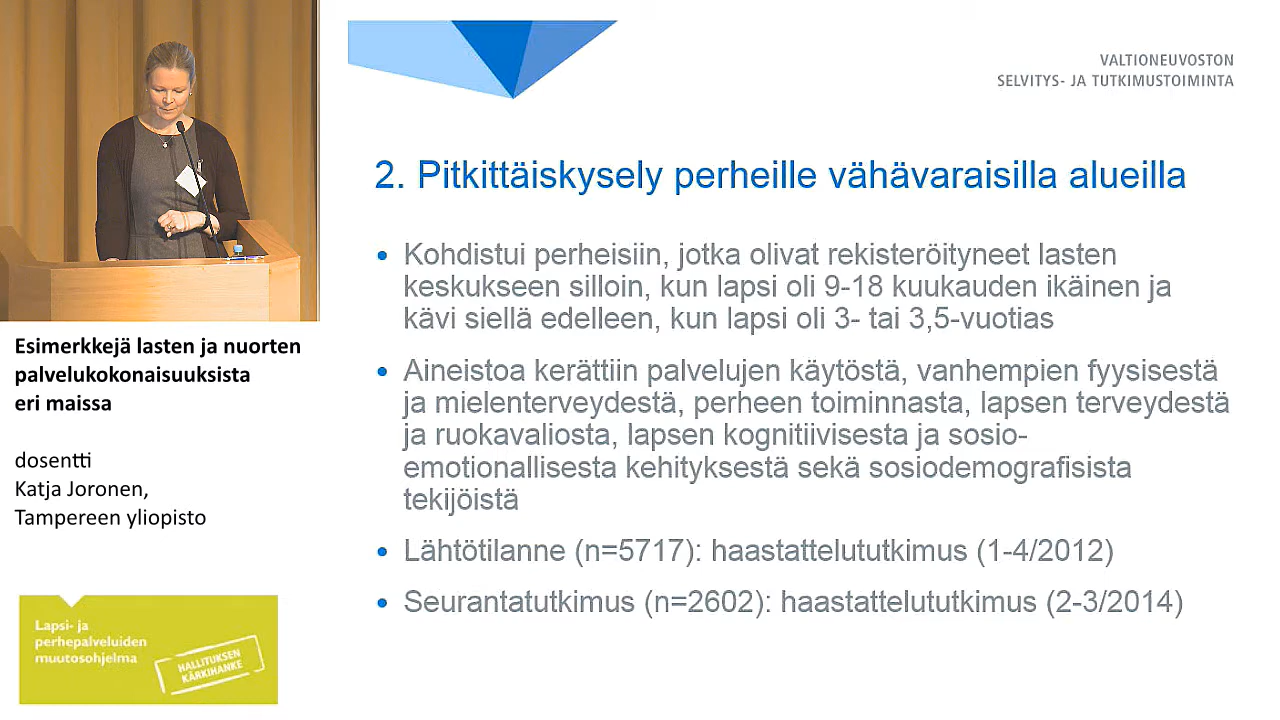 VALTIONEUVOSTON
SELVITYS- JA TUTKIMUSTOIMINTA
2. Pitkittäiskysely perheille vähävaraisilla alueilla
• Kohdistui perheisiin, jotka olivat rekisteröityneet lasten
keskukseen silloin, kun lapsi oli 9-18 kuukauden ikäinen ja
kävi siellä edelleen, kun lapsi oli 3- tai 3,5-vuotias
• Aineistoa kerättiin palvelujen käytöstä, vanhempien fyysisestä
ja mielenterveydestä, perheen toiminnasta, lapsen terveydestä
ja ruokavaliosta, lapsen kognitiivisesta ja sosio-
emotionallisesta kehityksestä sekä sosiodemografisista
tekijöistä
• Lähtötilanne (n=5717): haastattelututkimus (1-4/2012)
• Seurantatutkimus (n=2602): haastattelututkimus (2-3/2014)
Esimerkkejä lasten ja nuorten
palvelukokonaisuuksista
eri maissa
dosentti
Katja Joronen,
Tampereen yliopisto
Lapsi- ja
perhepalveluiden
muutosohjelma
HALLITUKSEN
KÄRKIHANKE